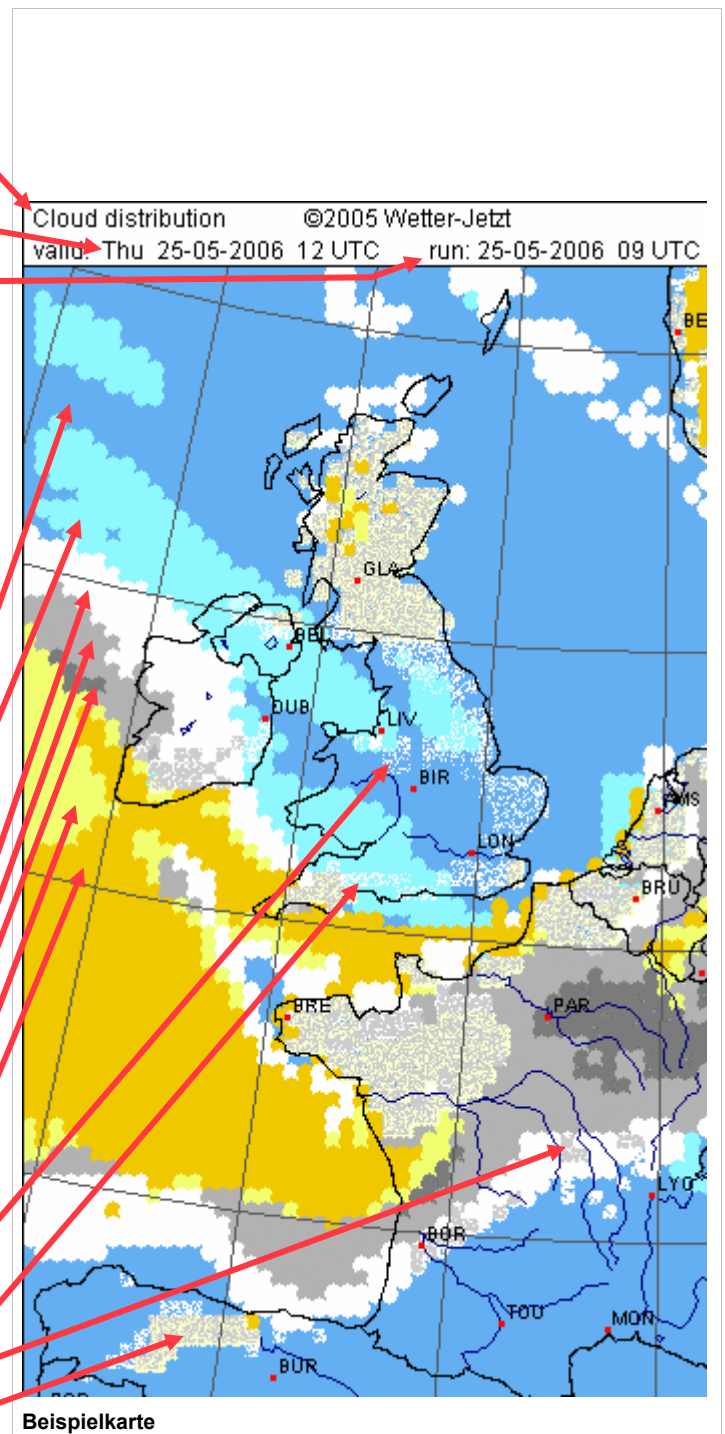 Cloud distribution ©2005 Wetter-Jetzt
valid: Thu 25-05-2006 12 UTC run: 25-05-2006 09 UTC
BE
GLA
BEL
DUB
LIV
BIR
AMS
LON
BRU
BRE
PAR
LYO
BOR
TOU
MON
BUR
Beispielkarte